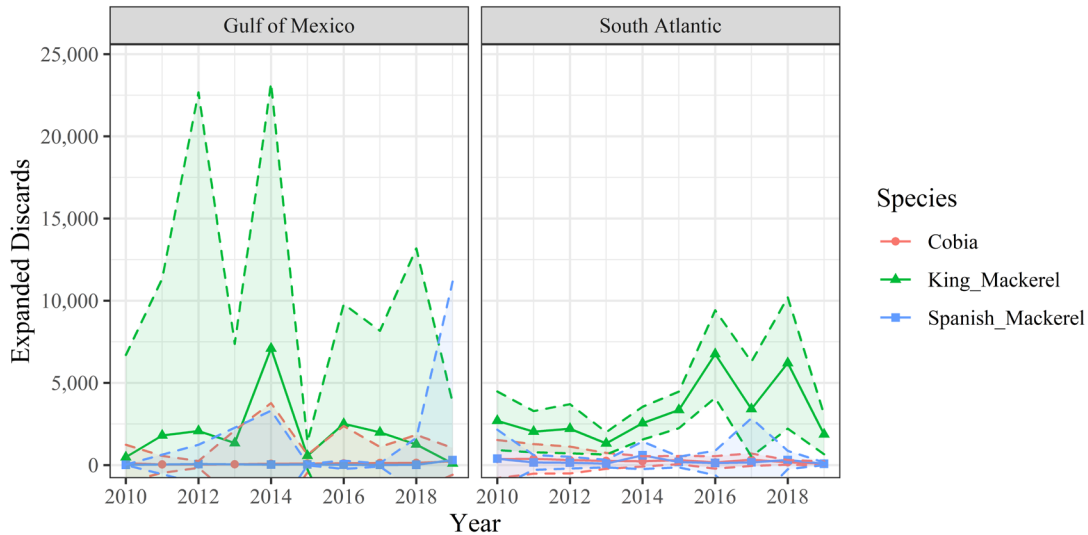 Gulf of Mexico
South Atlantic
25,000
20,000
15,000
10,000
5,000
0
Expanded Discards
2010 2012 2014 2016 2018
2010 2012 2014 2016 2018
Year
Species
Cobia
King_Mackerel
Spanish_Mackerel